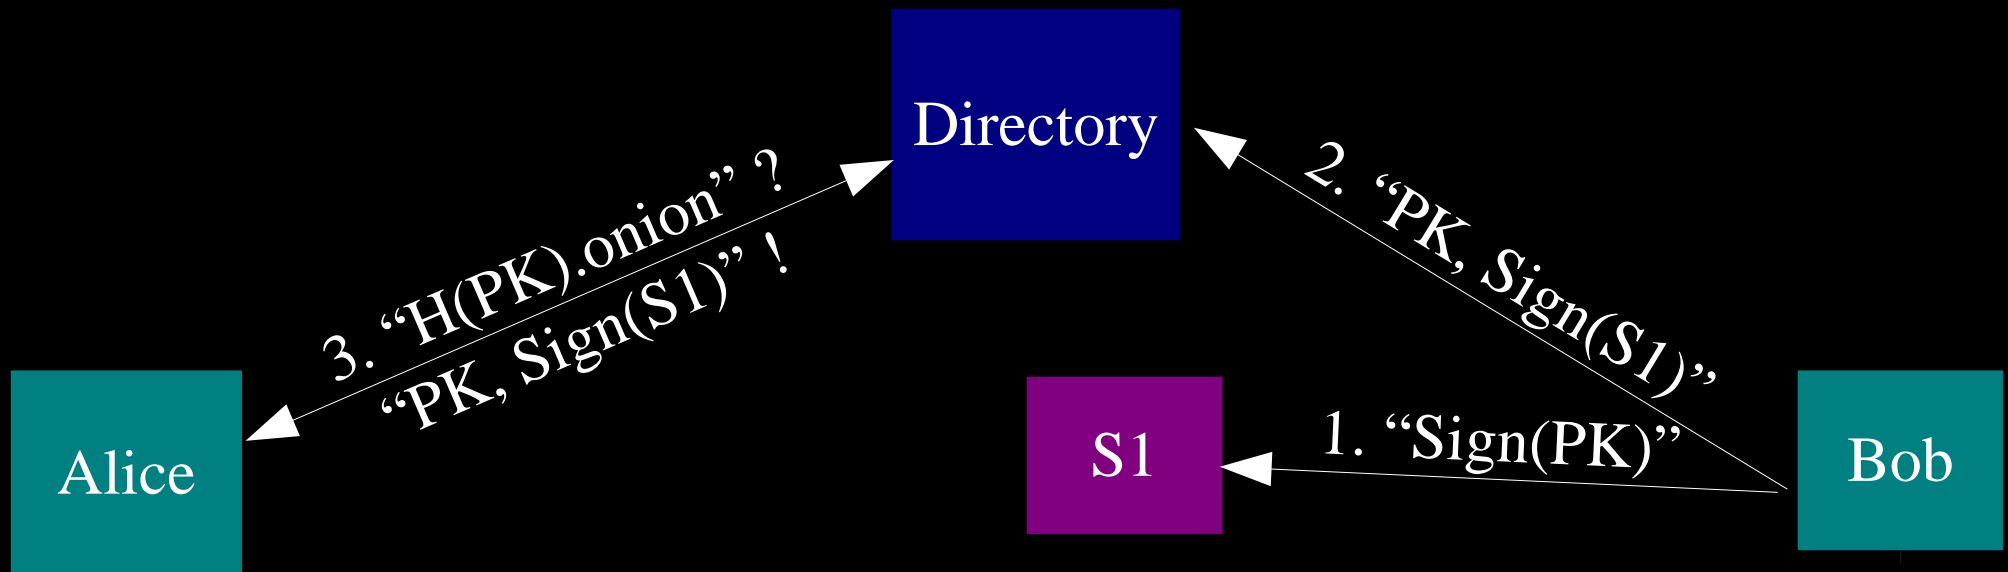 Directory
3. “H(PK).onion” ?
“PK, Sign(S1)” !
2. “PK, Sign(S1)”
1. “Sign(PK)”
Alice
S1
Bob